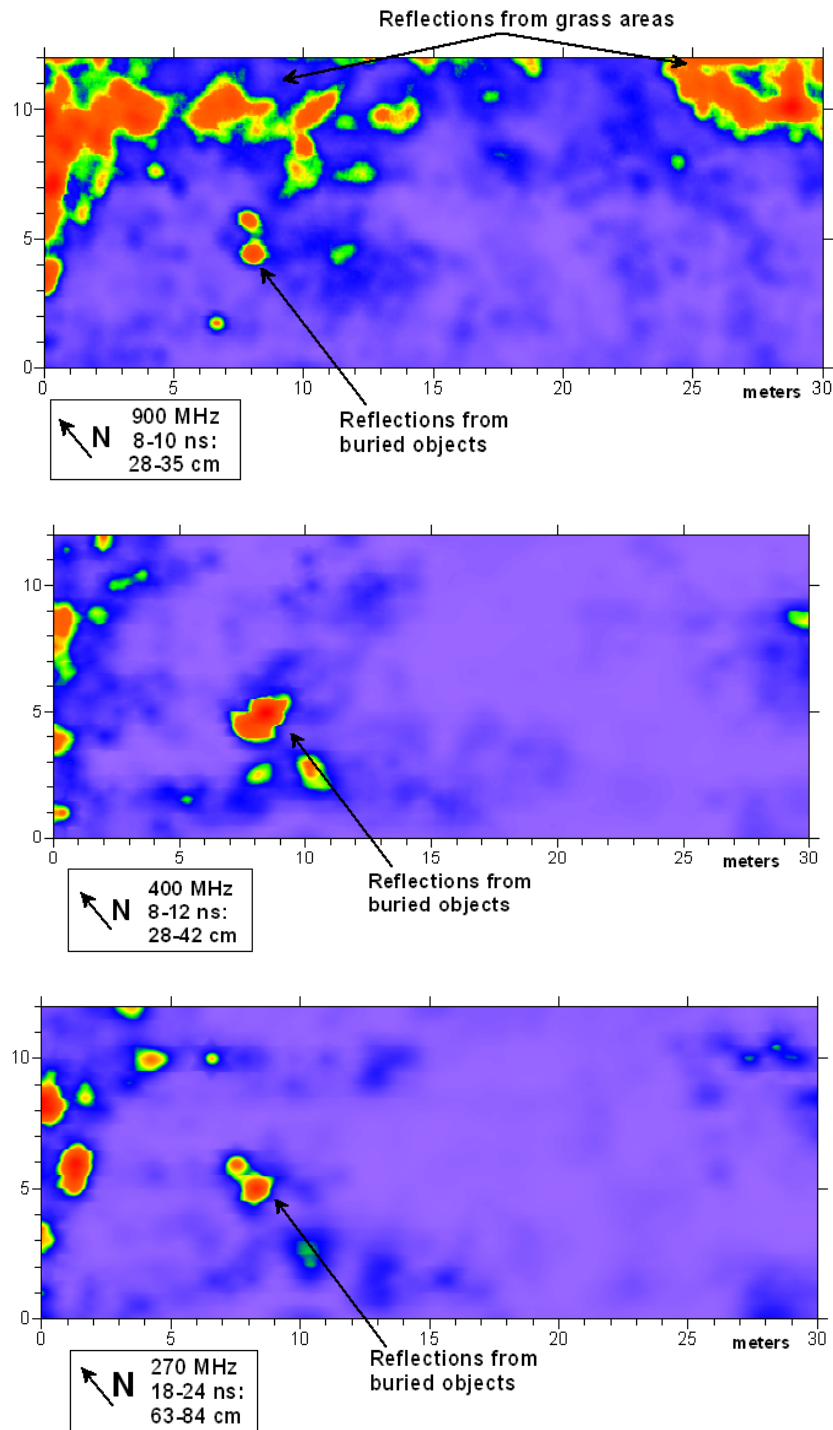 Reflections from grass areas
10
5
0
0 5 10 15 20 25 30
meters
N
900 MHz
8-10 ns:
28-35 cm
Reflections from
buried objects
10
5
0
0 5 10 15 20 25 30
meters
N
400 MHz
8-12 ns:
28-42 cm
Reflections from
buried objects
10
5
0
0 5 10 15 20 25 30
meters
N
270 MHz
18-24 ns:
63-84 cm
Reflections from
buried objects